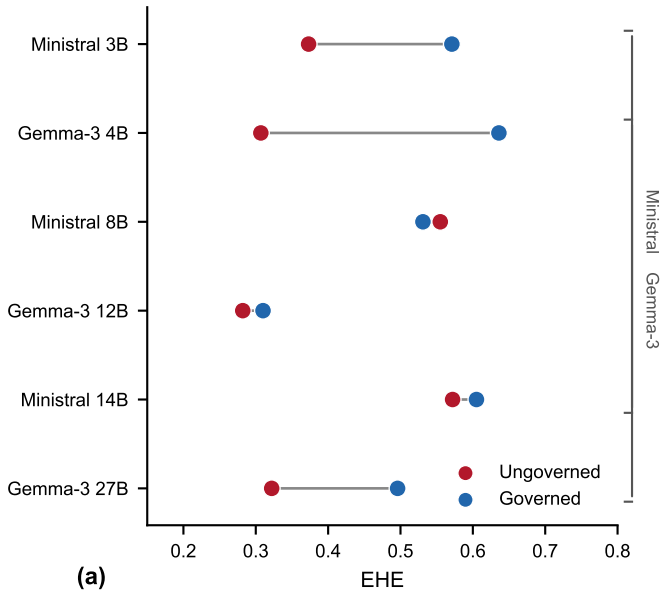 Ministral 3B
Gemma-3 4B
Ministral 8B
Gemma-3 12B
Ministral 14B
Gemma-3 27B
Ministral
Gemma-3
Ungoverned
Governed
0.2 0.3 0.4 0.5 0.6 0.7 0.8
(a)
EHE